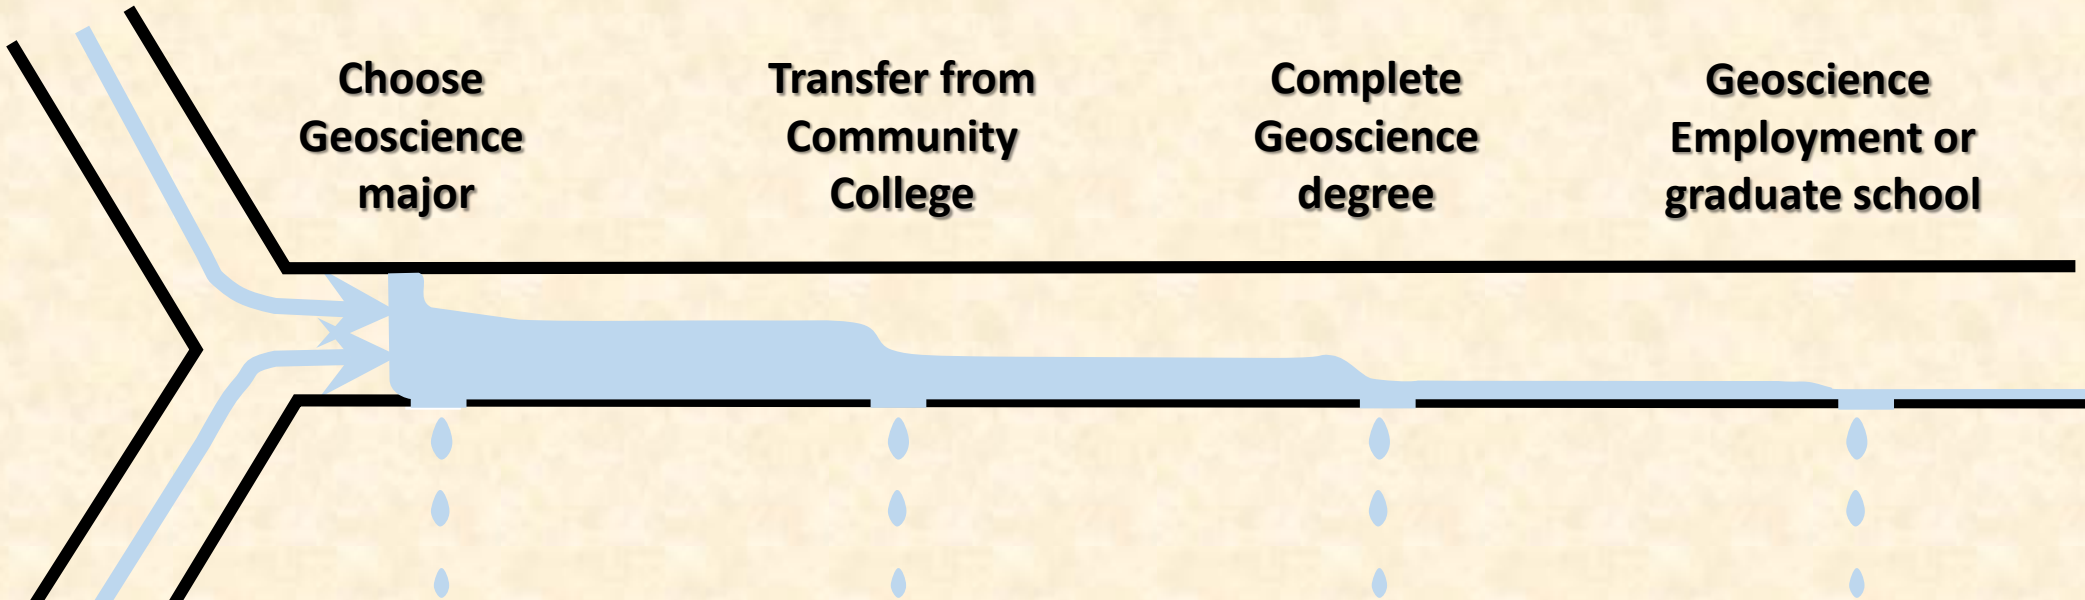 Choose
Geoscience
major
Transfer from
Community
College
Complete
Geoscience
degree
Geoscience
Employment or
graduate school